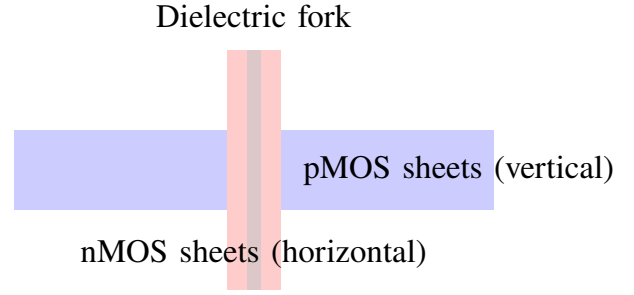 Dielectric fork
pMOS sheets (vertical)
nMOS sheets (horizontal)